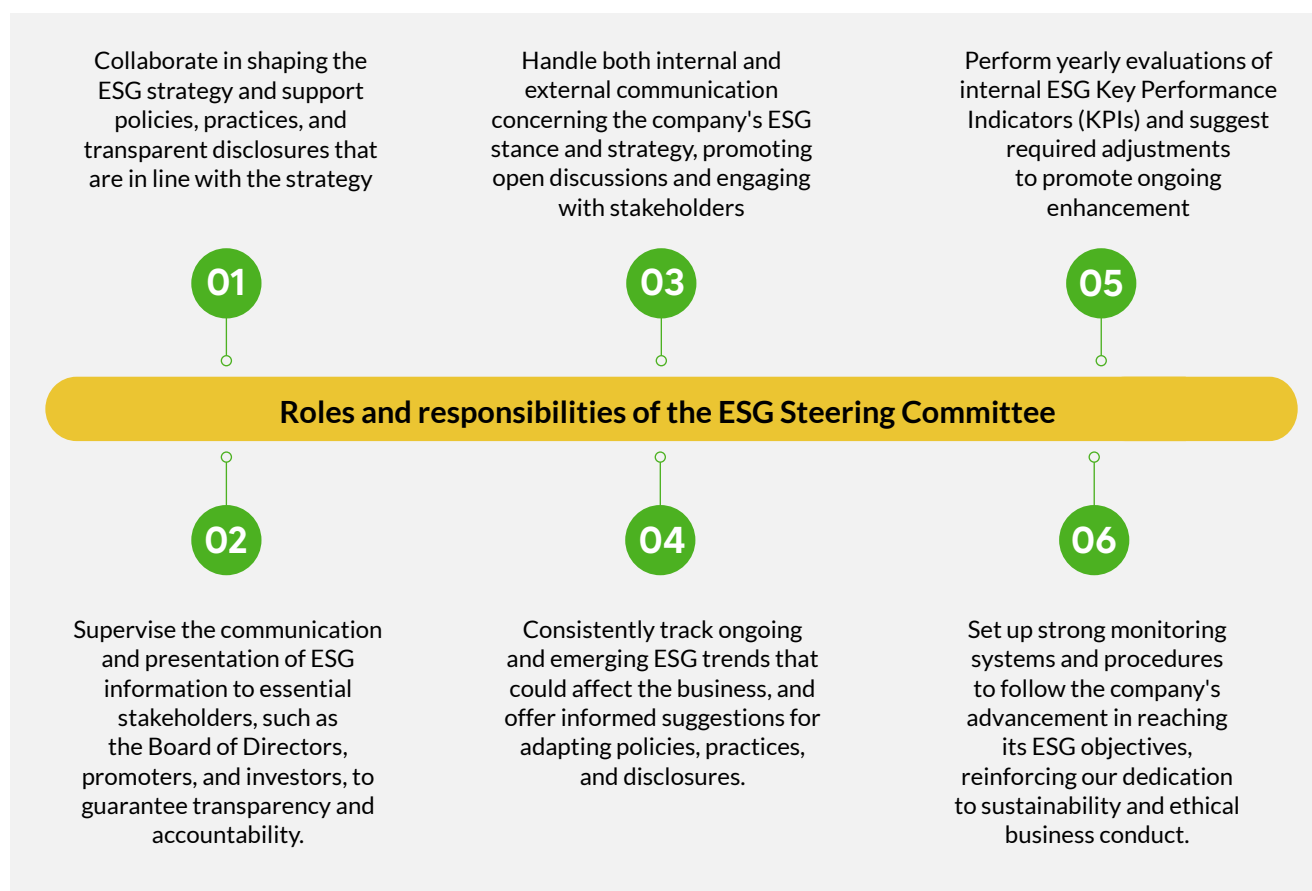 Collaborate in shaping the
ESG strategy and support
policies, practices, and
transparent disclosures that
are in line with the strategy
01
Handle both internal and
external communication
concerning the company's ESG
stance and strategy, promoting
open discussions and engaging
with stakeholders
03
Perform yearly evaluations of
internal ESG Key Performance
Indicators (KPIs) and suggest
required adjustments
to promote ongoing
enhancement
05
Roles and responsibilities of the ESG Steering Committee
02
Supervise the communication
and presentation of ESG
information to essential
stakeholders, such as
the Board of Directors,
promoters, and investors, to
guarantee transparency and
accountability.
04
Consistently track ongoing
and emerging ESG trends that
could affect the business, and
offer informed suggestions for
adapting policies, practices,
and disclosures.
06
Set up strong monitoring
systems and procedures
to follow the company's
advancement in reaching
its ESG objectives,
reinforcing our dedication
to sustainability and ethical
business conduct.